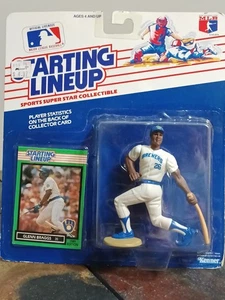 AGES 4 AND UP
STARTING
LINEUP
SPORTS SUPER STAR COLLECTIBLE
PLAYER STATISTICS
ON THE BACK OF
COLLECTOR CARD
STARTING
LINEUP
GLENN BRAGGS
BREWERS
26
Kenner